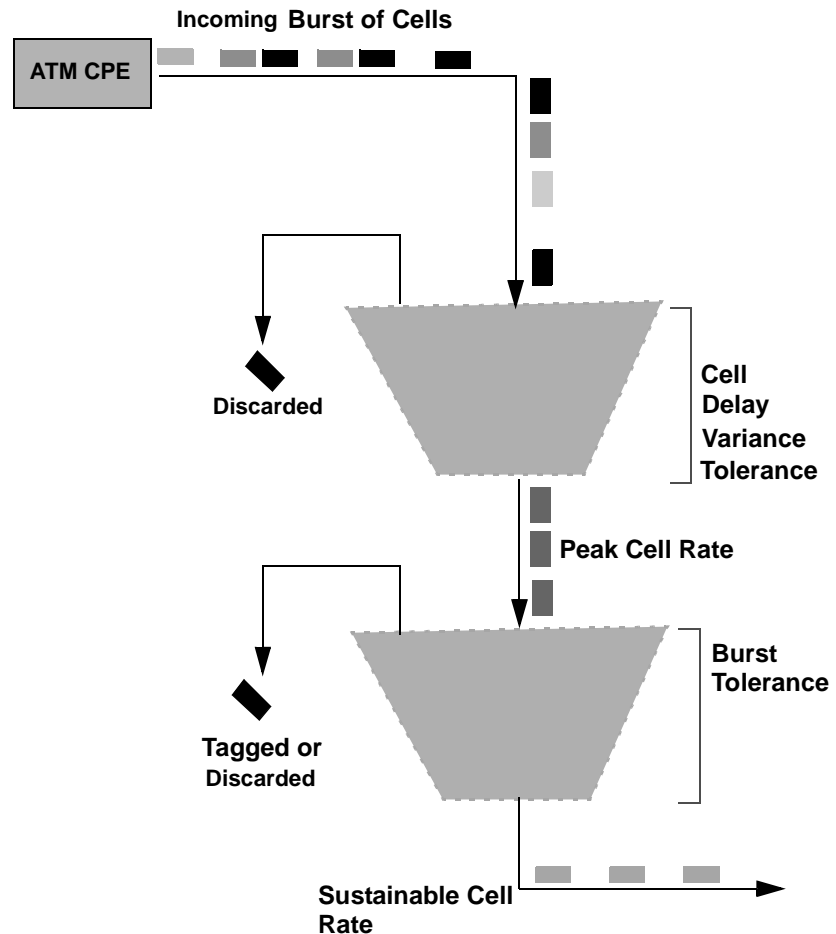 Incoming Burst of Cells
ATM CPE
Discarded
Cell
Delay
Variance
Tolerance
Peak Cell Rate
Burst
Tolerance
Tagged or
Discarded
Sustainable Cell
Rate